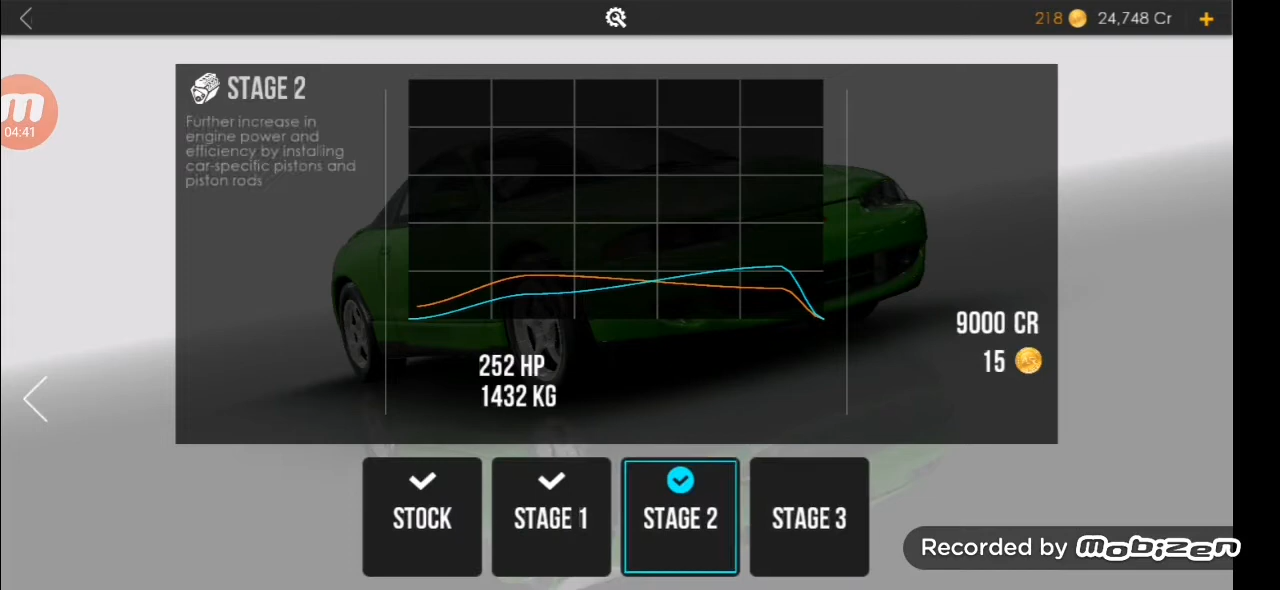 218
24,748 Cr
+
04:41
STAGE 2
Further increase in
engine power and
efficiency by installing
car-specific pistons and
piston rods
252 HP
1432 KG
9000 CR
15
STOCK
STAGE 1
STAGE 2
STAGE 3
Recorded by mobizen